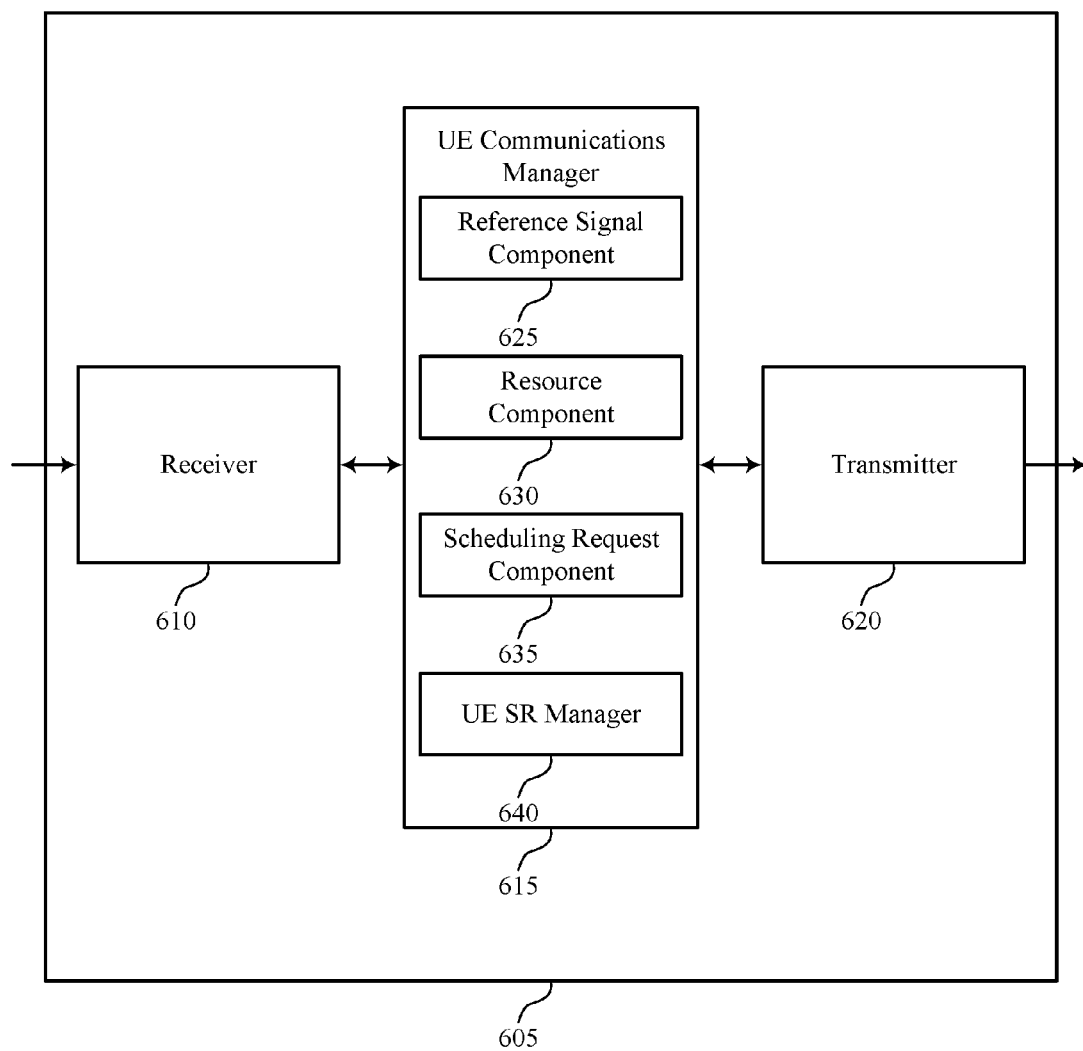 UE Communications
Manager
Reference Signal
Component
625
Resource
Component
630
Scheduling Request
Component
635
UE SR Manager
640
615
Receiver
610
Transmitter
620
605